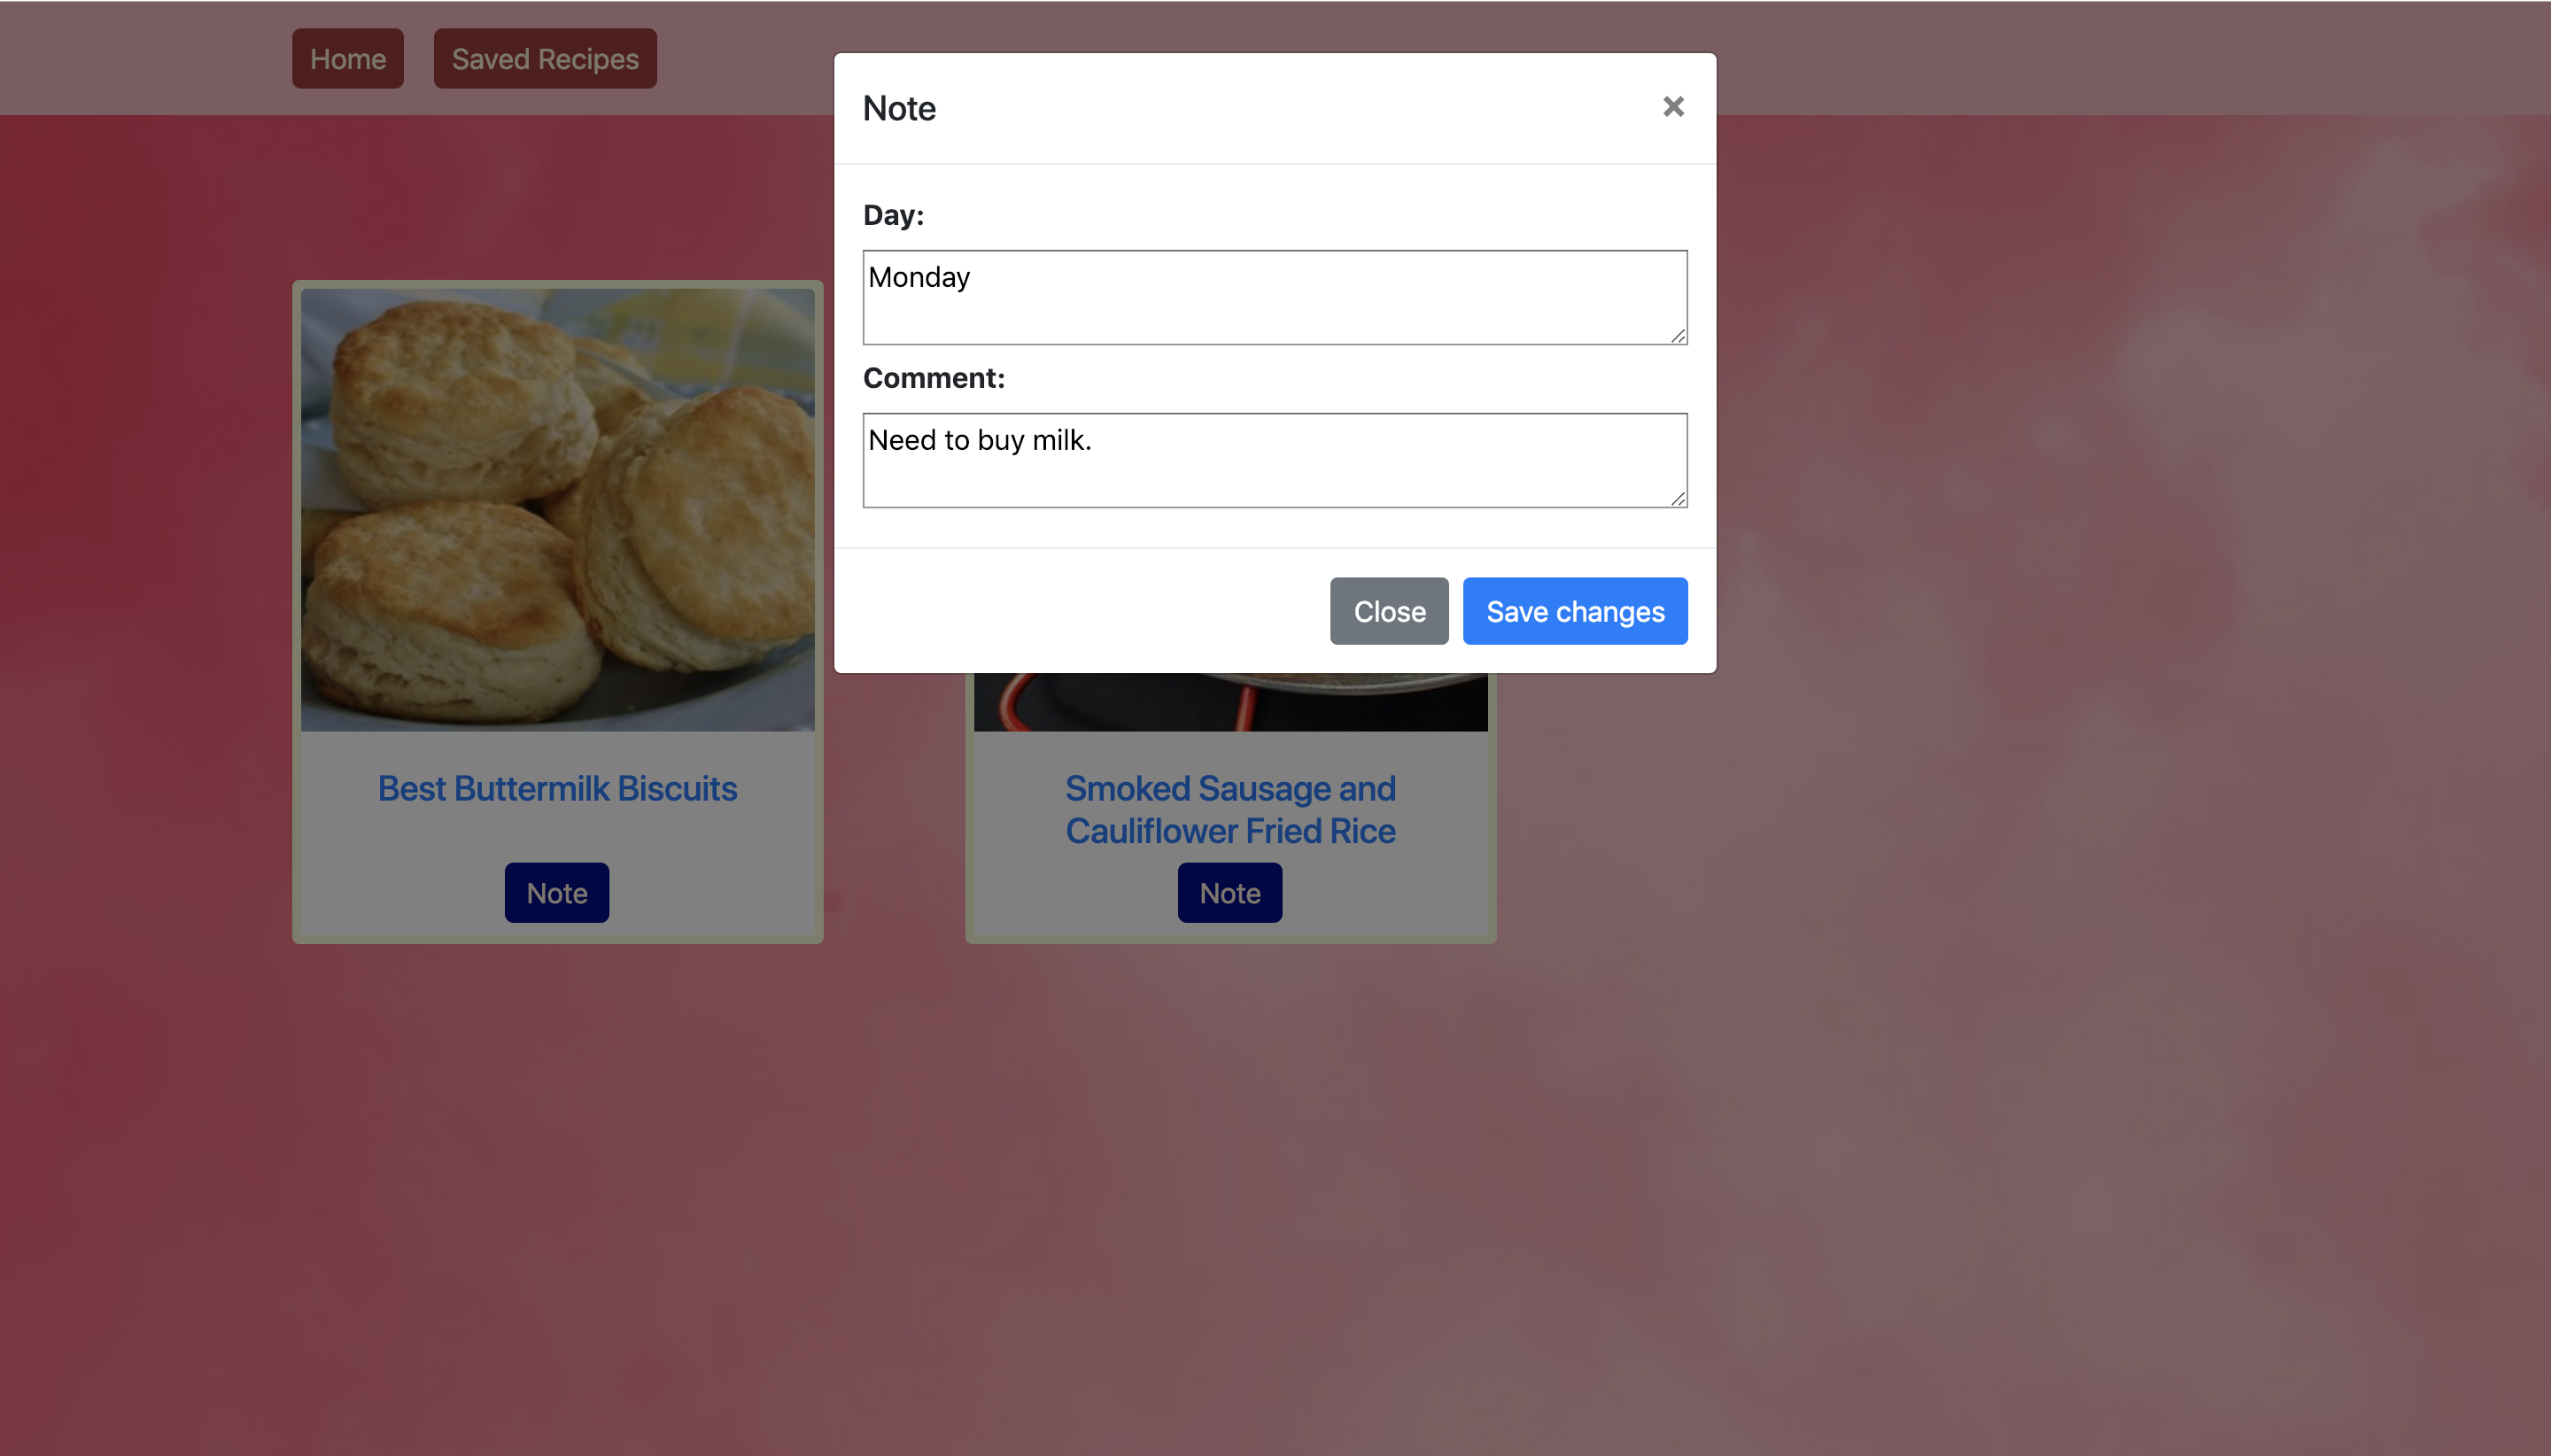 Home
Saved Recipes
Note
×
Day:
Monday
Comment:
Need to buy milk.
Close
Save changes
Best Buttermilk Biscuits
Note
Smoked Sausage and
Cauliflower Fried Rice
Note